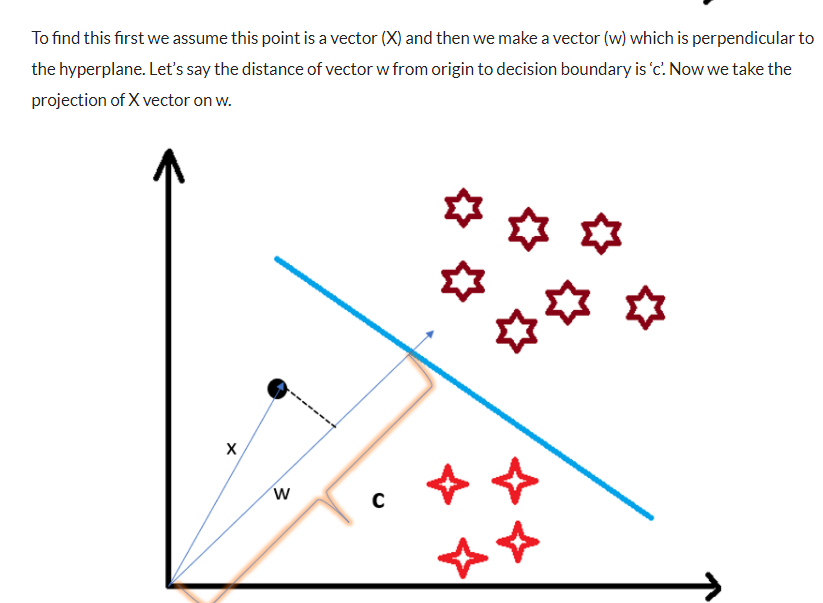 To find this first we assume this point is a vector (X) and then we make a vector (w) which is perpendicular to
the hyperplane. Let’s say the distance of vector w from origin to decision boundary is ‘c’. Now we take the
projection of X vector on w.
X
W
C